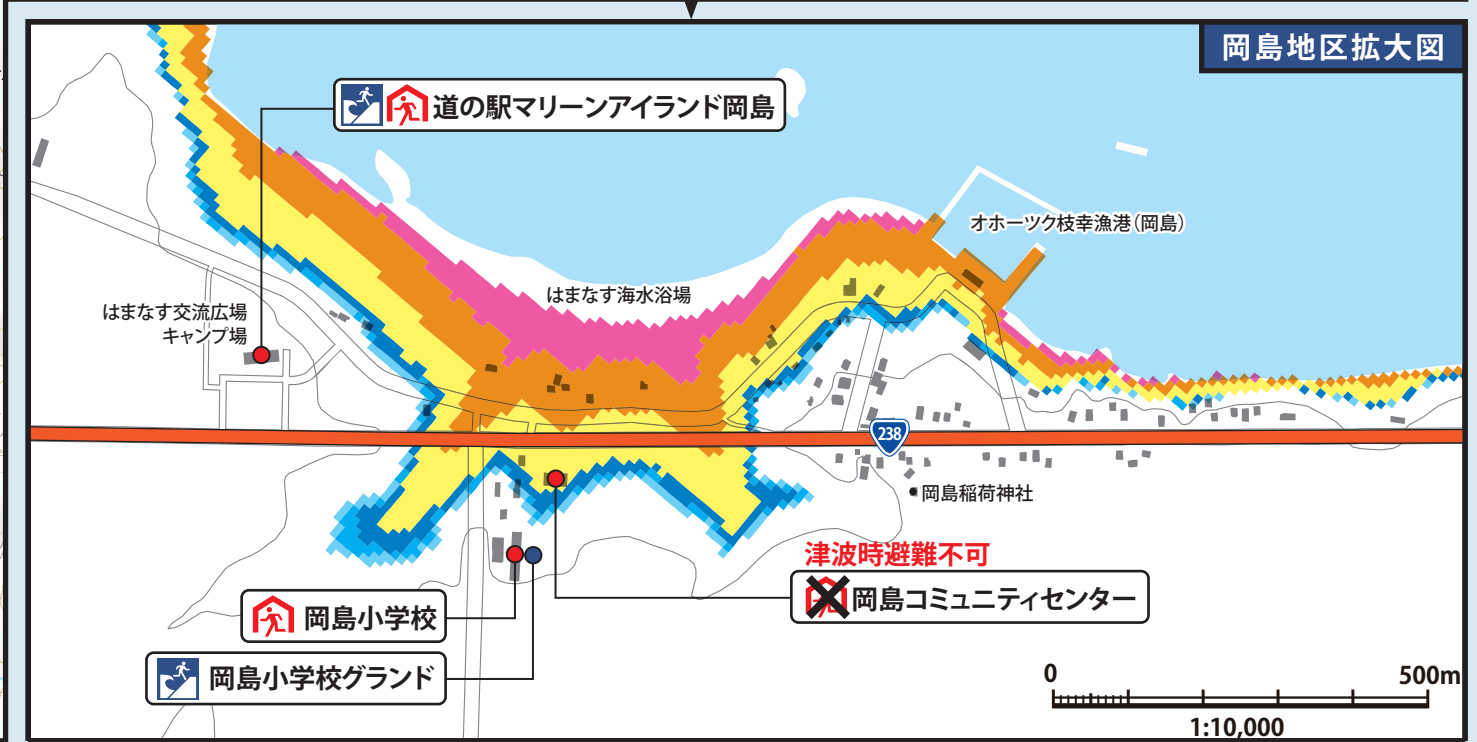 岡島地区拡大図
道の駅マリーンアイランド岡島
オホーツク枝幸漁港(岡島)
はまなす海水浴場
はまなす交流広場
キャンプ場
238
岡島稲荷神社
津波時避難不可
岡島コミュニティセンター
岡島小学校
岡島小学校グランド
0
500m
1:10,000